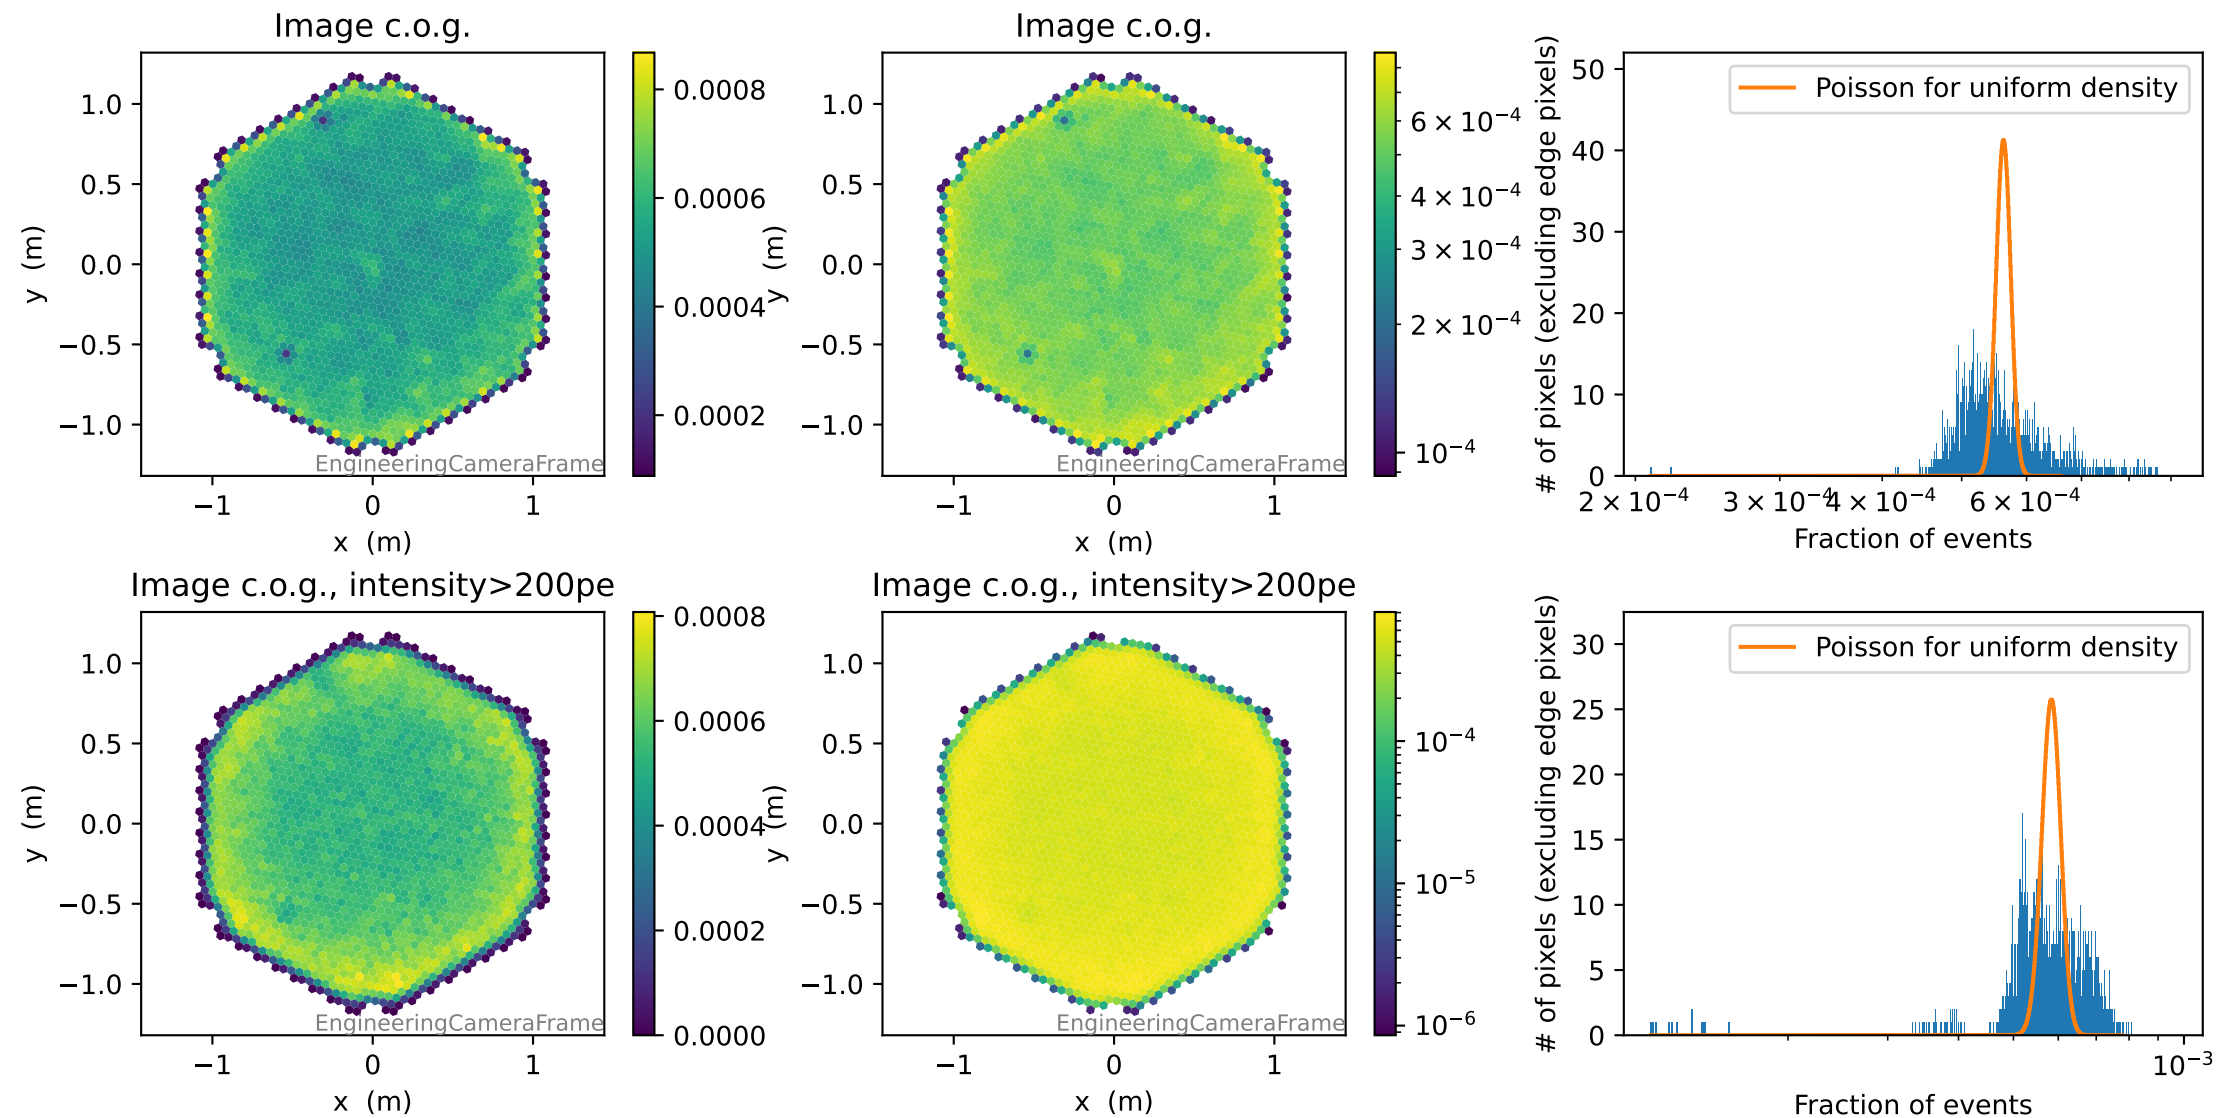 Image c.o.g.
1.0
0.5
0.0
−0.5
−1.0
y (m)
−1
0
1
x (m)
EngineeringCameraFrame
0.0008
0.0006
0.0004
0.0002
Image c.o.g.
1.0
0.5
0.0
−0.5
−1.0
y (m)
−1
0
1
x (m)
EngineeringCameraFrame
6 × 10⁻⁴
4 × 10⁻⁴
3 × 10⁻⁴
2 × 10⁻⁴
10⁻⁴
# of pixels (excluding edge pixels)
50
40
30
20
10
0
Poisson for uniform density
2 × 10⁻⁴
3 × 10⁻⁴
4 × 10⁻⁴
6 × 10⁻⁴
Fraction of events
Image c.o.g., intensity>200pe
1.0
0.5
0.0
−0.5
−1.0
y (m)
−1
0
1
x (m)
EngineeringCameraFrame
0.0008
0.0006
0.0004
0.0002
0.0000
Image c.o.g., intensity>200pe
1.0
0.5
0.0
−0.5
−1.0
y (m)
−1
0
1
x (m)
EngineeringCameraFrame
10⁻⁴
10⁻⁵
10⁻⁶
# of pixels (excluding edge pixels)
30
25
20
15
10
5
0
Poisson for uniform density
10⁻³
Fraction of events